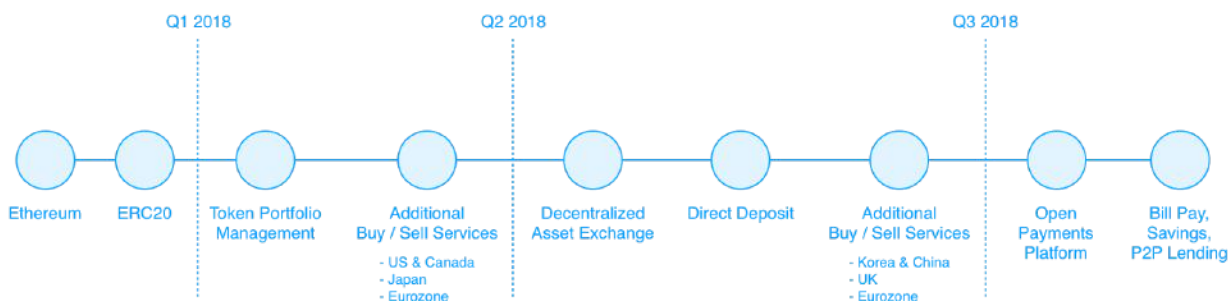 Q1 2018
Q2 2018
Q3 2018
Ethereum
ERC20
Token Portfolio
Management
Additional
Buy / Sell Services
- US & Canada
- Japan
- Eurozone
Decentralized
Asset Exchange
Direct Deposit
Additional
Buy / Sell Services
- Korea & China
- UK
- Eurozone
Open
Payments
Platform
Bill Pay,
Savings,
P2P Lending